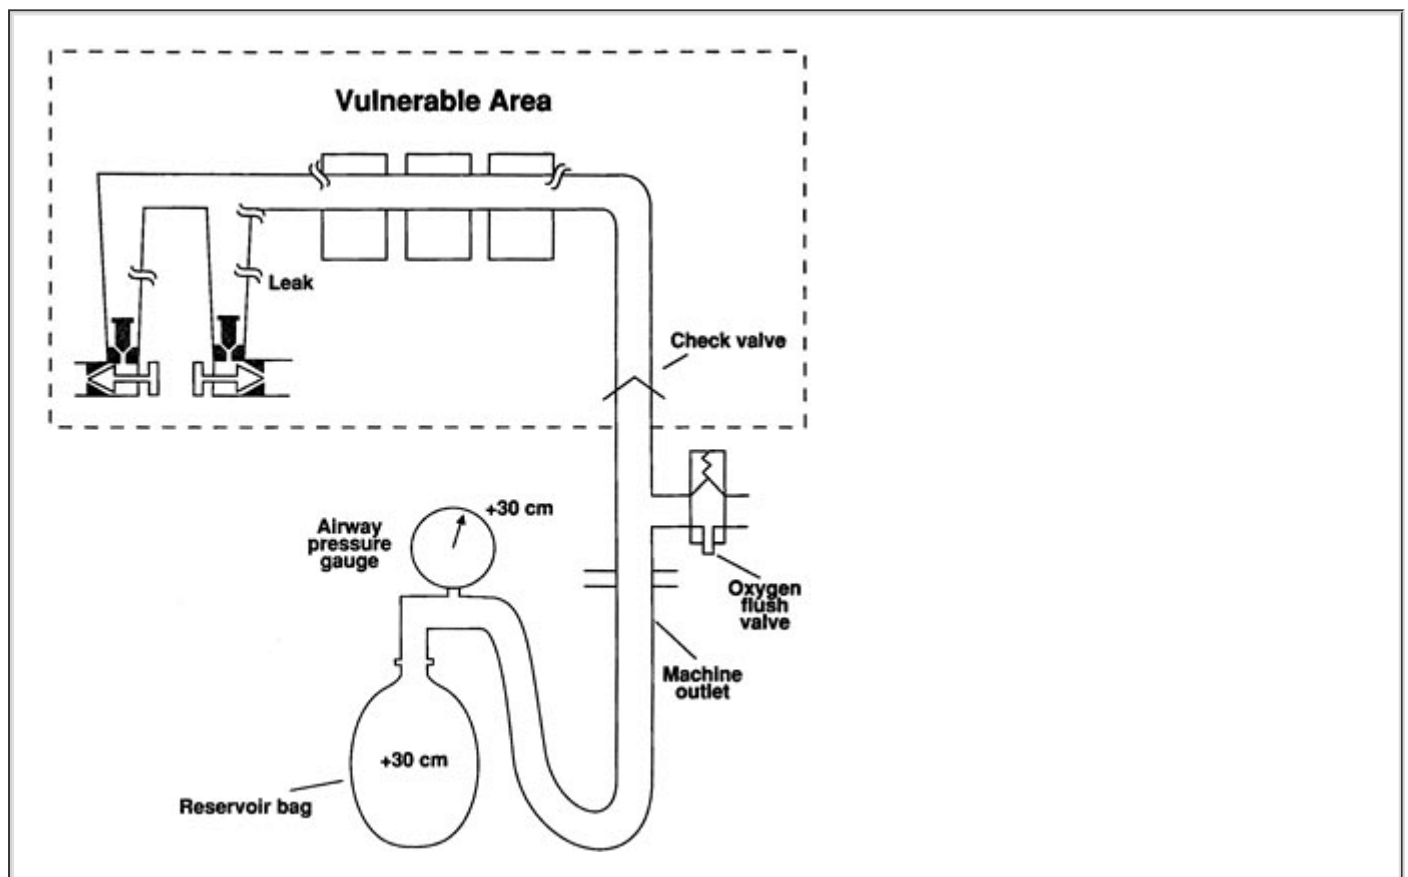 Vulnerable Area
Leak
Check valve
+30 cm
Airway
pressure
gauge
Oxygen
flush
valve
Machine
outlet
+30 cm
Reservoir bag